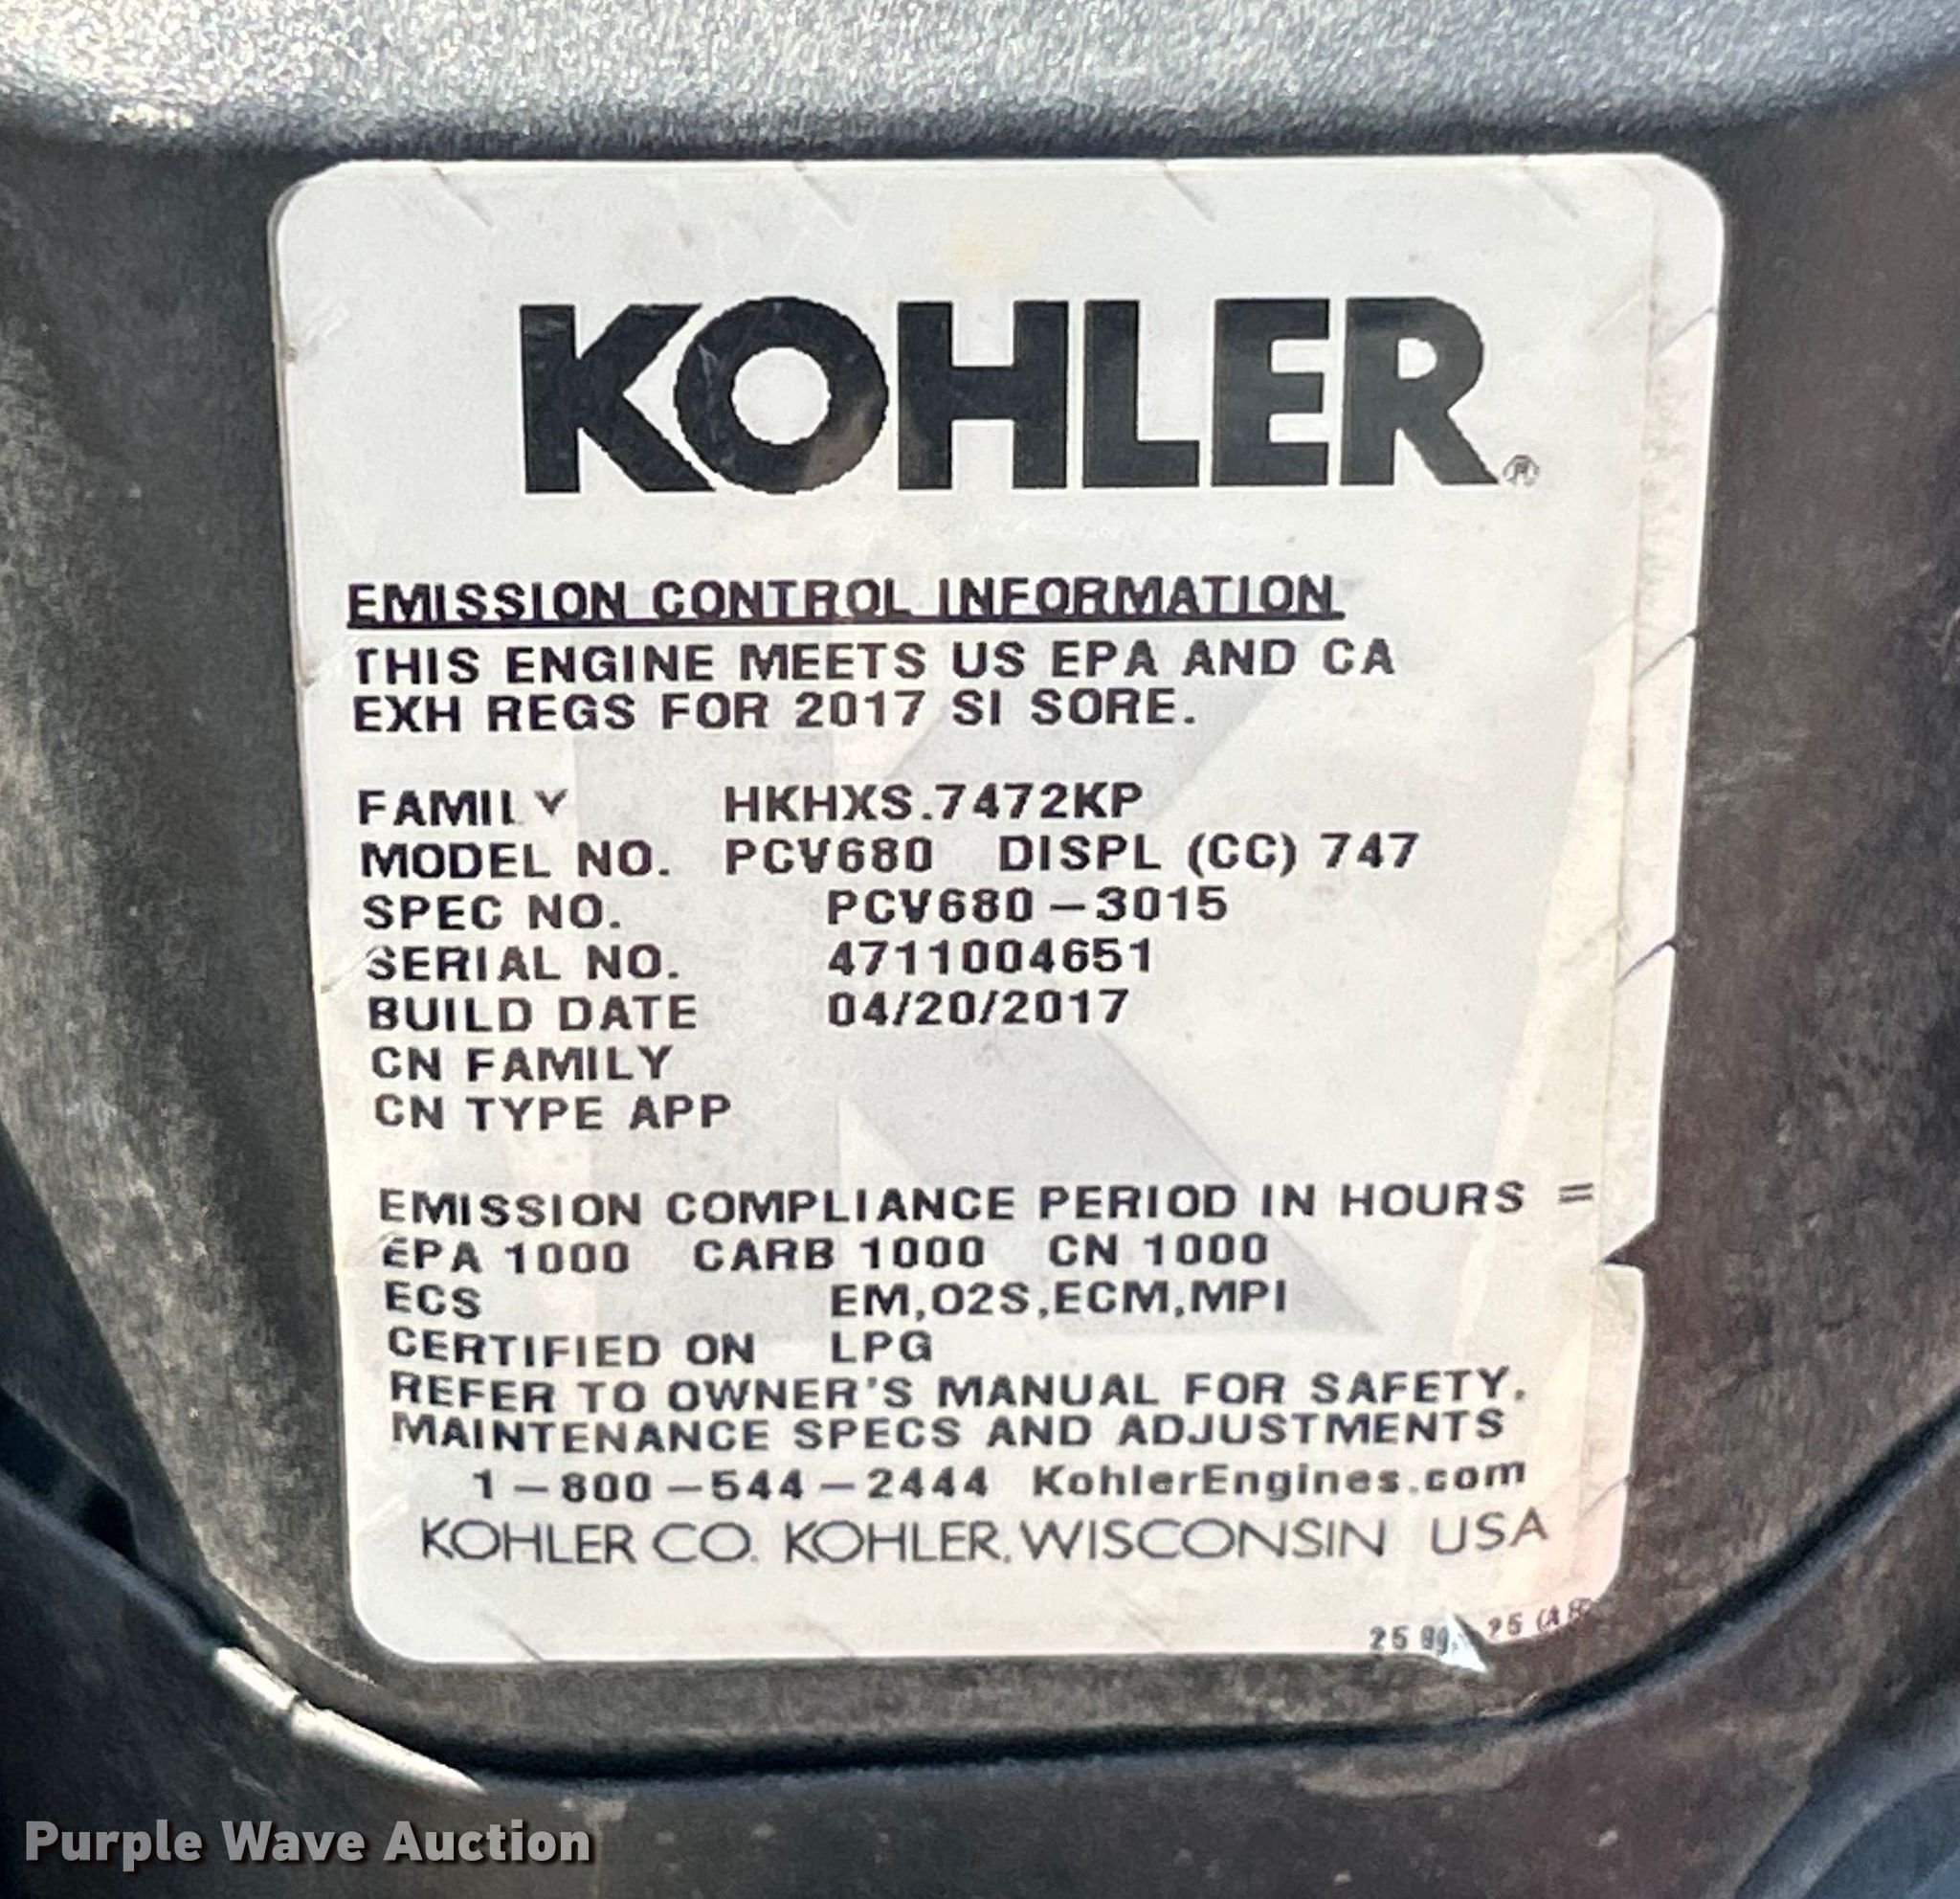 KOHLER®
EMISSION CONTROL INFORMATION
THIS ENGINE MEETS US EPA AND CA
EXH REGS FOR 2017 SI SORE.
FAMILY HKHXS.7472KP
MODEL NO. PCV680 DISPL (CC) 747
SPEC NO. PCV680-3015
SERIAL NO. 4711004651
BUILD DATE 04/20/2017
CN FAMILY
CN TYPE APP
EMISSION COMPLIANCE PERIOD IN HOURS =
EPA 1000 CARB 1000 CN 1000
ECS EM,O2S,ECM,MPI
CERTIFIED ON LPG
REFER TO OWNER'S MANUAL FOR SAFETY.
MAINTENANCE SPECS AND ADJUSTMENTS
1-800-544-2444 KohlerEngines.com
KOHLER CO. KOHLER, WISCONSIN USA
25
Purple Wave Auction